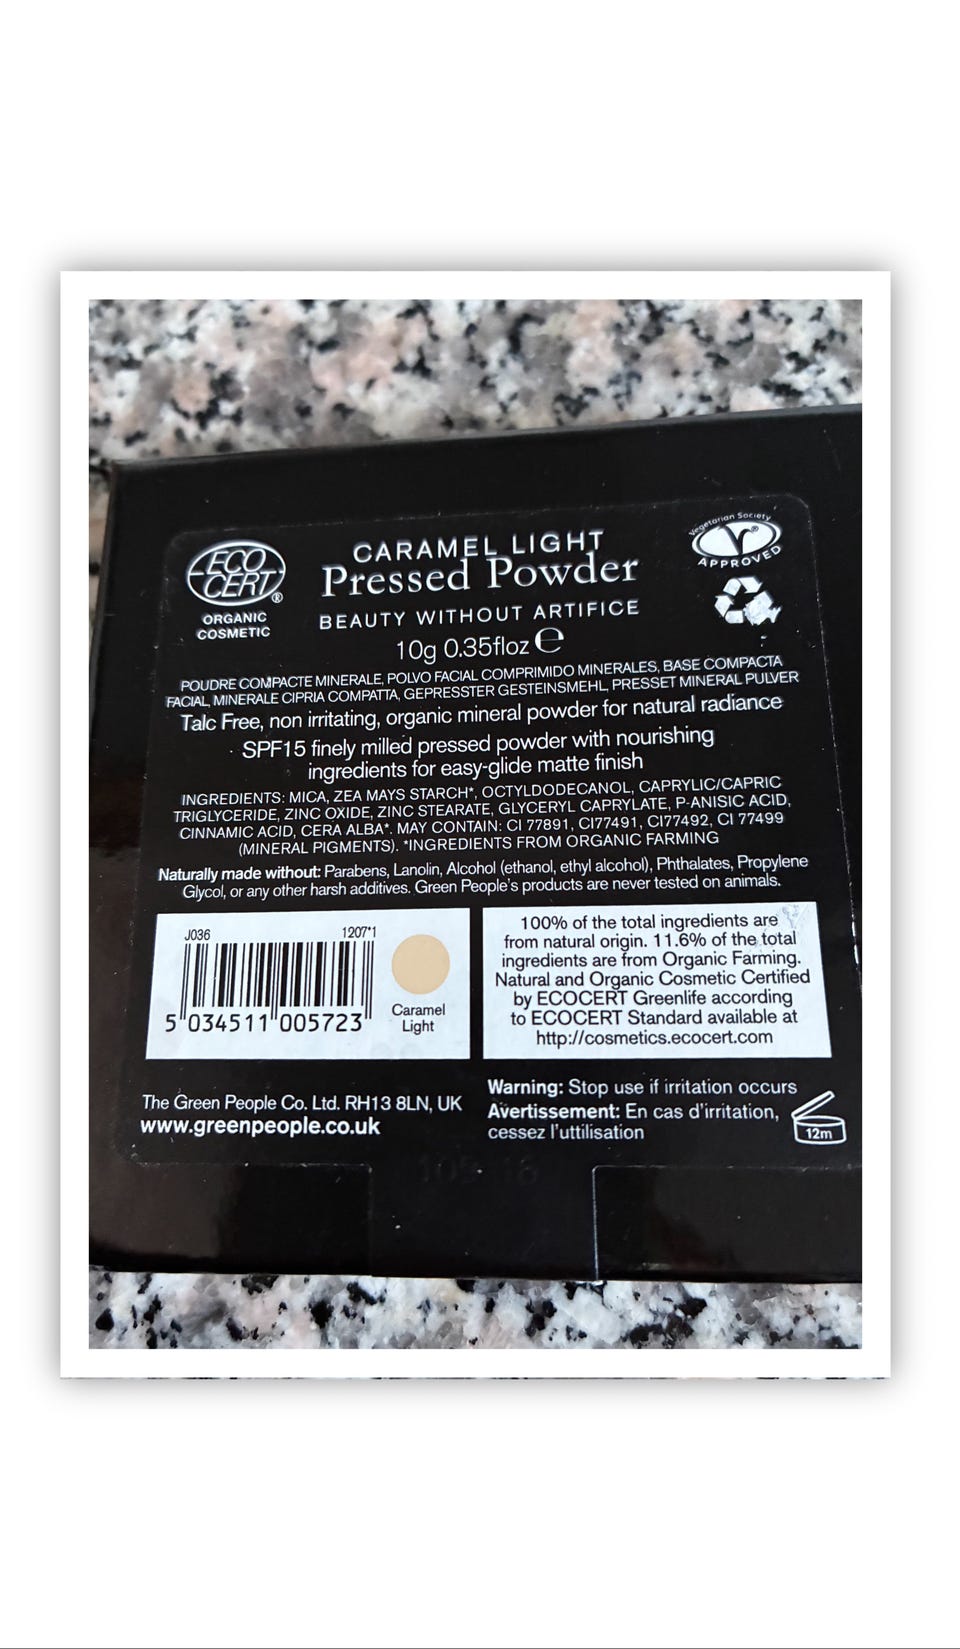 ECO
CERT®
ORGANIC
COSMETIC
CARAMEL LIGHT
Pressed Powder
BEAUTY WITHOUT ARTIFICE
10g 0.35floz ℮
Vegetarian Society
V®
APPROVED
POUDRE COMPACTE MINERALE, POLVO FACIAL COMPRIMIDO MINERALES, BASE COMPACTA
FACIAL, MINERALE CIPRIA COMPATTA, GEPRESSTER GESTEINSMEHL, PRESSET MINERAL PULVER
Talc Free, non irritating, organic mineral powder for natural radiance
SPF15 finely milled pressed powder with nourishing
ingredients for easy-glide matte finish
INGREDIENTS: MICA, ZEA MAYS STARCH*, OCTYLDODECANOL, CAPRYLIC/CAPRIC
TRIGLYCERIDE, ZINC OXIDE, ZINC STEARATE, GLYCERYL CAPRYLATE, P-ANISIC ACID,
CINNAMIC ACID, CERA ALBA*. MAY CONTAIN: CI 77891, CI77491, CI77492, CI 77499
(MINERAL PIGMENTS). *INGREDIENTS FROM ORGANIC FARMING
Naturally made without: Parabens, Lanolin, Alcohol (ethanol, ethyl alcohol), Phthalates, Propylene
Glycol, or any other harsh additives. Green People's products are never tested on animals.
J036 1207*1
5 034511 005723
Caramel
Light
100% of the total ingredients are
from natural origin. 11.6% of the total
ingredients are from Organic Farming.
Natural and Organic Cosmetic Certified
by ECOCERT Greenlife according
to ECOCERT Standard available at
http://cosmetics.ecocert.com
The Green People Co. Ltd. RH13 8LN, UK
www.greenpeople.co.uk
Warning: Stop use if irritation occurs
Avertissement: En cas d'irritation,
cessez l'uttilisation
12m